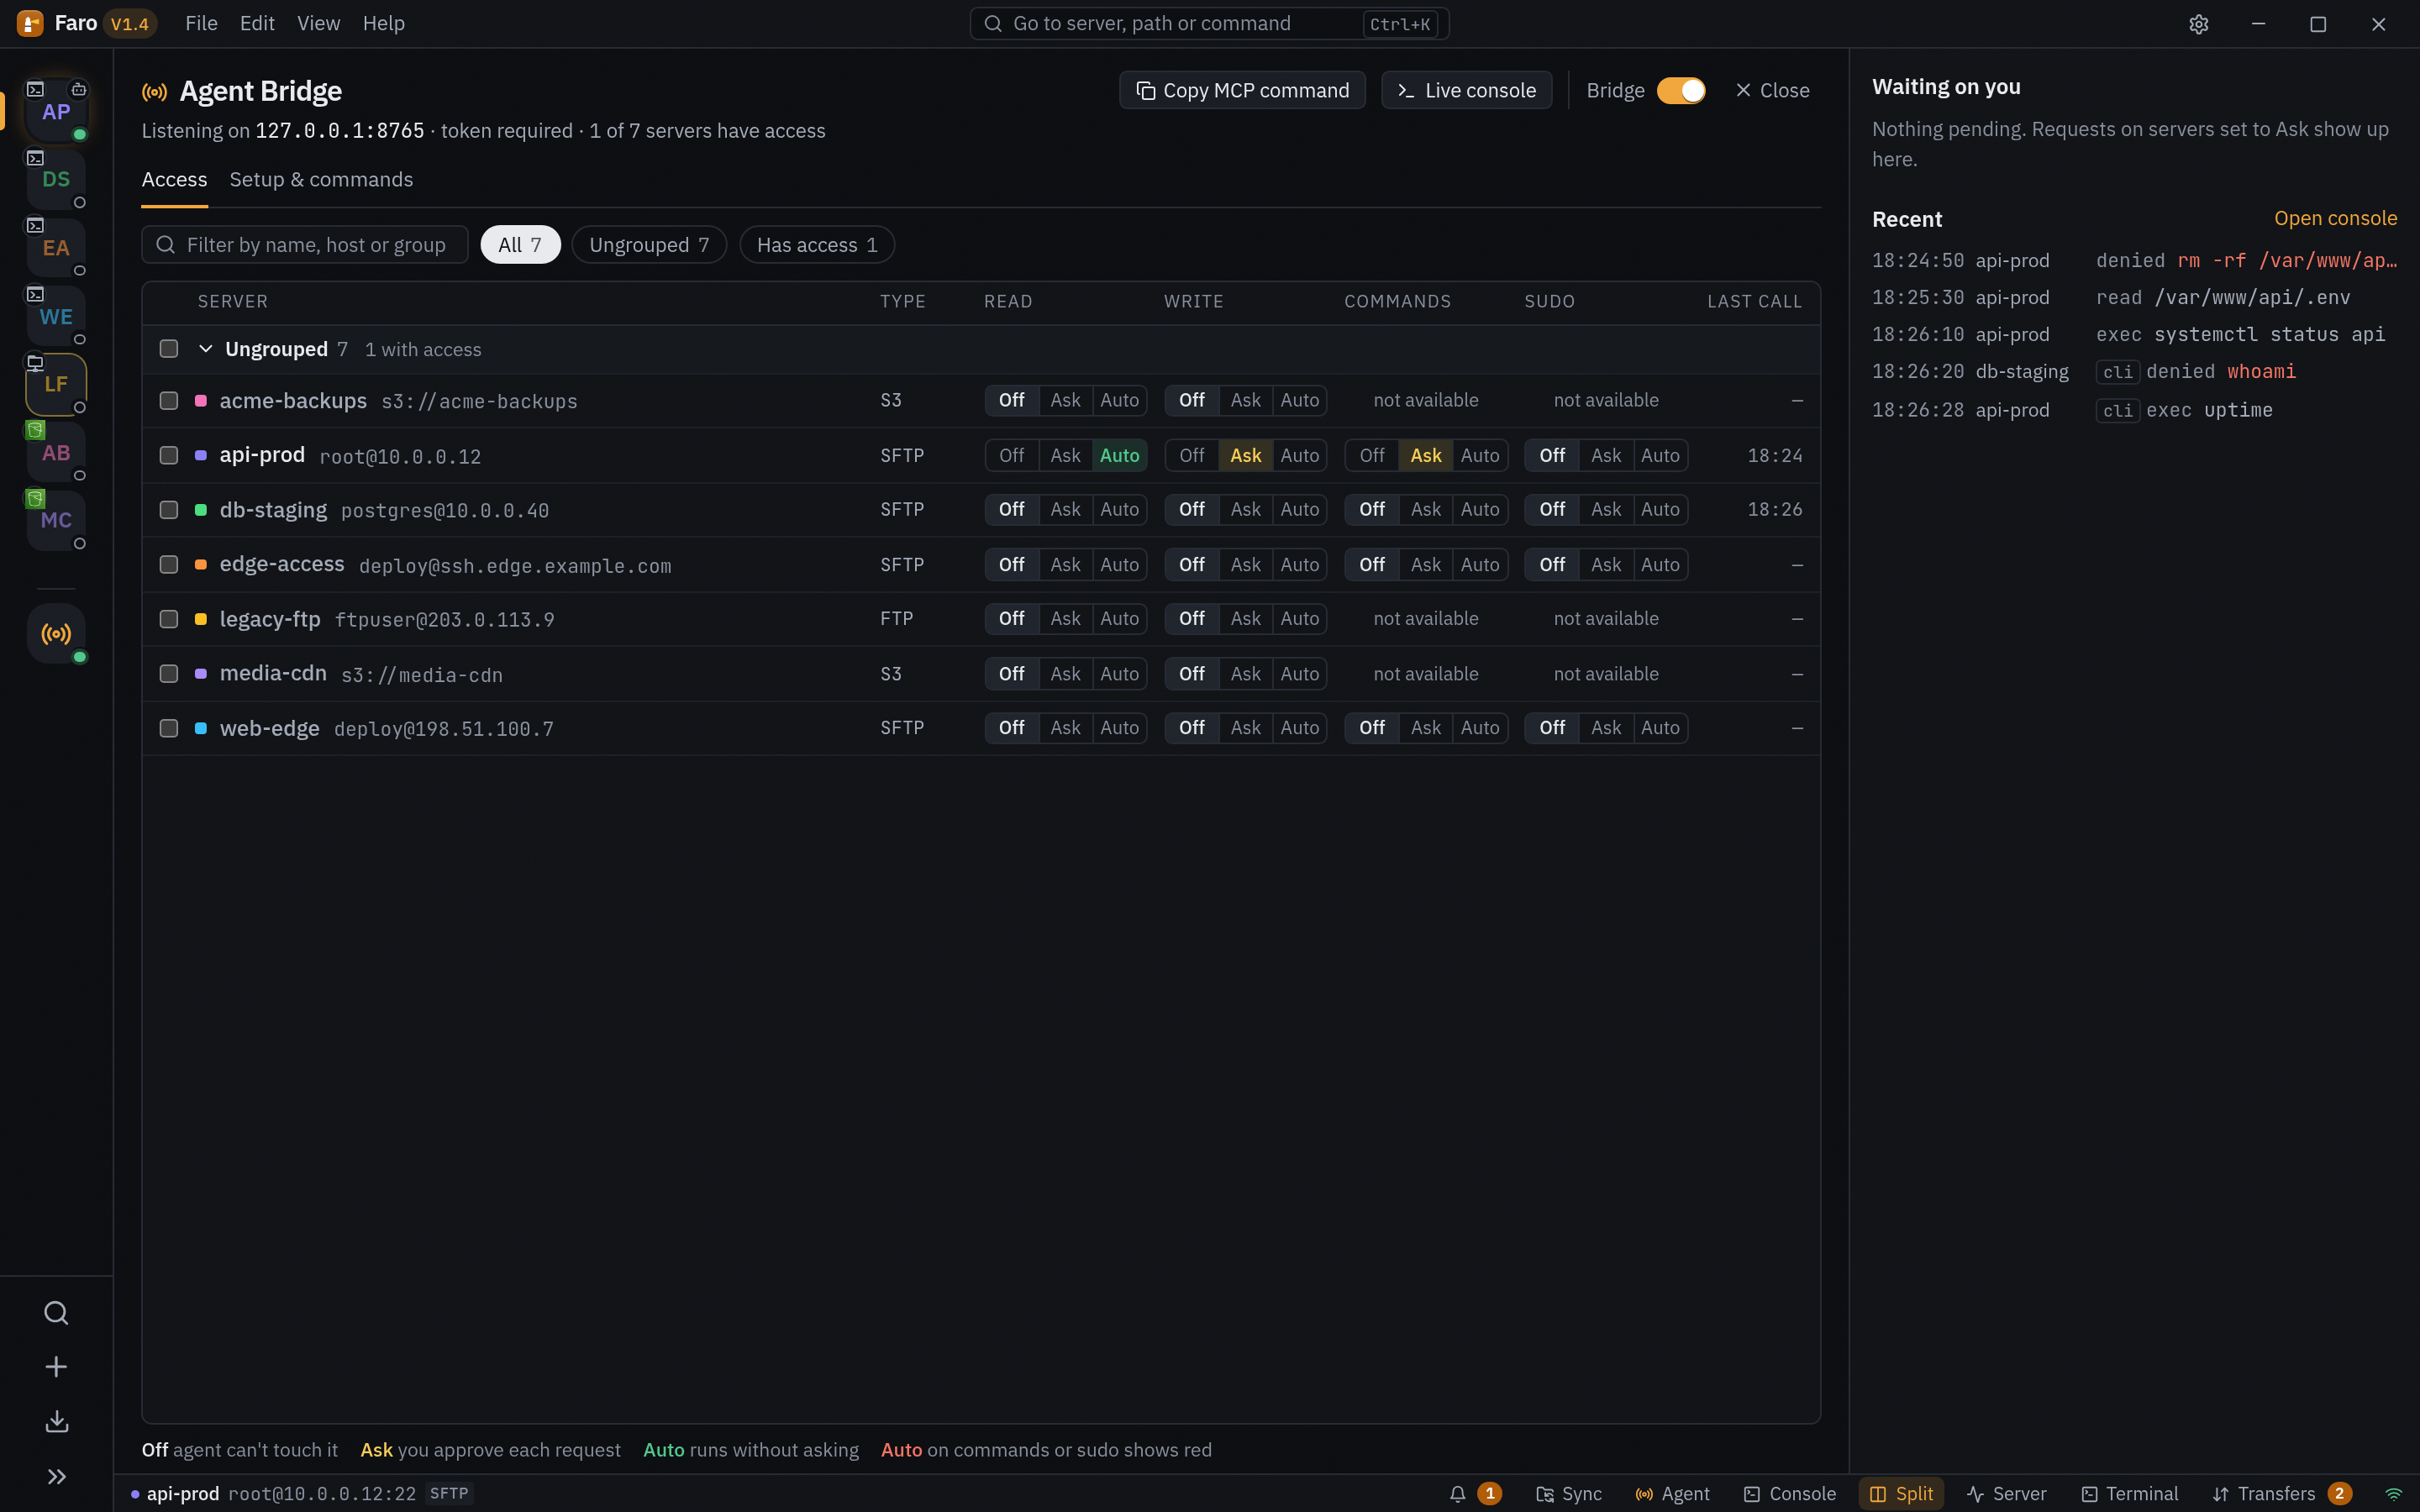 Faro V1.4 File Edit View Help Go to server, path or command Ctrl+K
AP
DS
EA
WE
LF
AB
MC
Agent Bridge
Copy MCP command Live console Bridge Close
Listening on 127.0.0.1:8765 · token required · 1 of 7 servers have access
Access Setup & commands
Filter by name, host or group All 7 Ungrouped 7 Has access 1
SERVER TYPE READ WRITE COMMANDS SUDO LAST CALL
Ungrouped 7 1 with access
acme-backups s3://acme-backups S3 Off Ask Auto Off Ask Auto not available not available –
api-prod root@10.0.0.12 SFTP Off Ask Auto Off Ask Auto Off Ask Auto Off Ask Auto 18:24
db-staging postgres@10.0.0.40 SFTP Off Ask Auto Off Ask Auto Off Ask Auto Off Ask Auto 18:26
edge-access deploy@ssh.edge.example.com SFTP Off Ask Auto Off Ask Auto Off Ask Auto Off Ask Auto –
legacy-ftp ftpuser@203.0.113.9 FTP Off Ask Auto Off Ask Auto not available not available –
media-cdn s3://media-cdn S3 Off Ask Auto Off Ask Auto not available not available –
web-edge deploy@198.51.100.7 SFTP Off Ask Auto Off Ask Auto Off Ask Auto Off Ask Auto –
Off agent can't touch it Ask you approve each request Auto runs without asking Auto on commands or sudo shows red
Waiting on you
Nothing pending. Requests on servers set to Ask show up
here.
Recent Open console
18:24:50 api-prod denied rm -rf /var/www/ap…
18:25:30 api-prod read /var/www/api/.env
18:26:10 api-prod exec systemctl status api
18:26:20 db-staging cli denied whoami
18:26:28 api-prod cli exec uptime
api-prod root@10.0.0.12:22 SFTP 1 Sync Agent Console Split Server Terminal Transfers 2